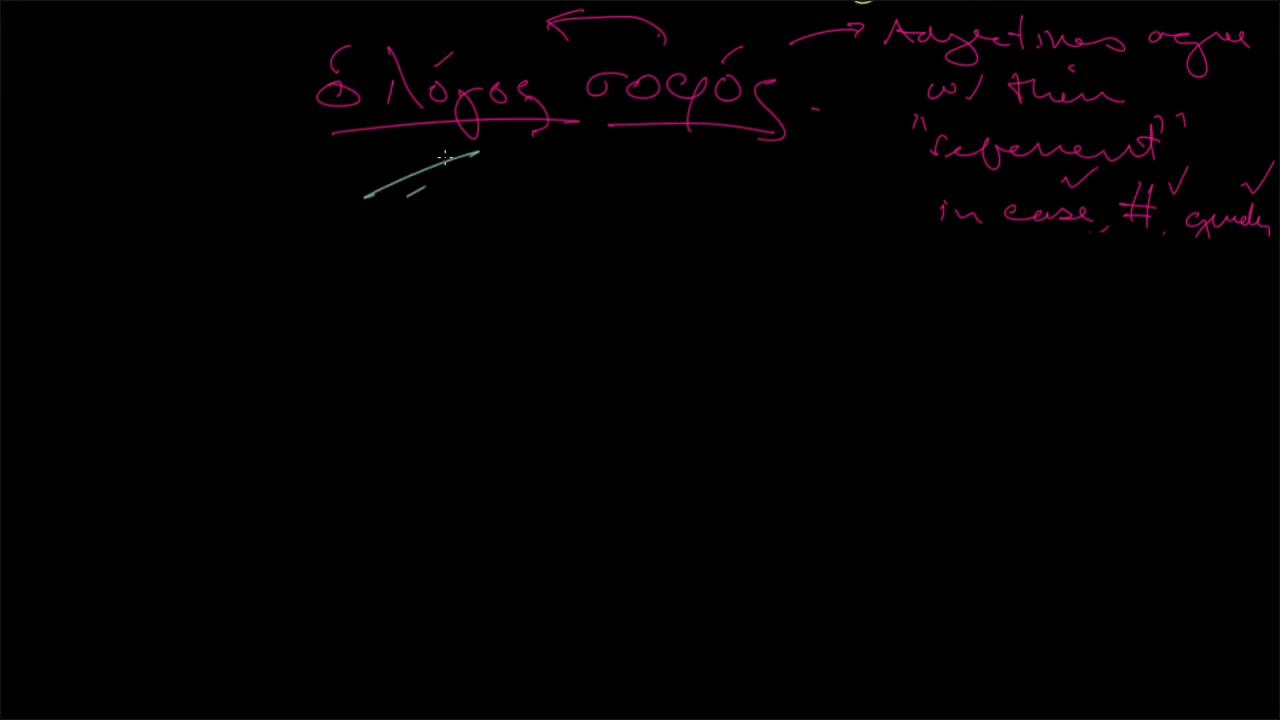 ὁ λόγος σοφός.
Adjectives agree
w/ their
"referent"
in case, #, gender